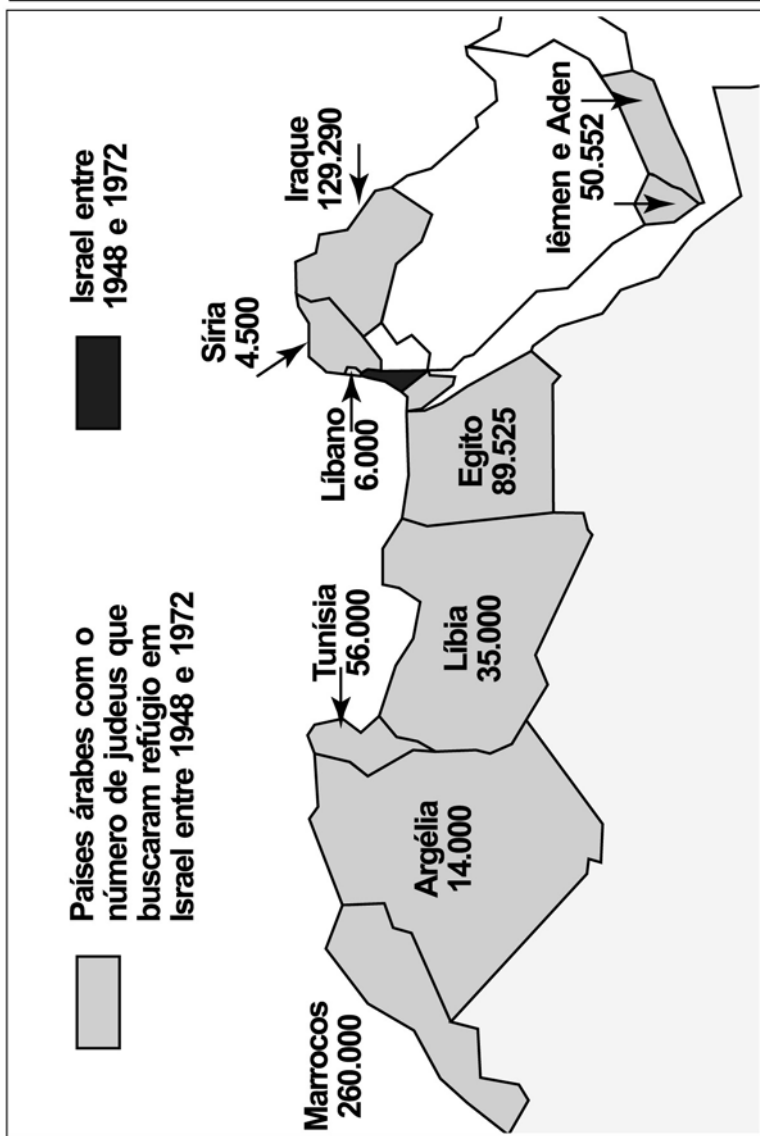 Países árabes com o
número de judeus que
buscaram refúgio em
Israel entre 1948 e 1972
Israel entre
1948 e 1972
Marrocos
260.000
Argélia
14.000
Tunísia
56.000
Líbia
35.000
Egito
89.525
Líbano
6.000
Síria
4.500
Iraque
129.290
Iêmen e Aden
50.552